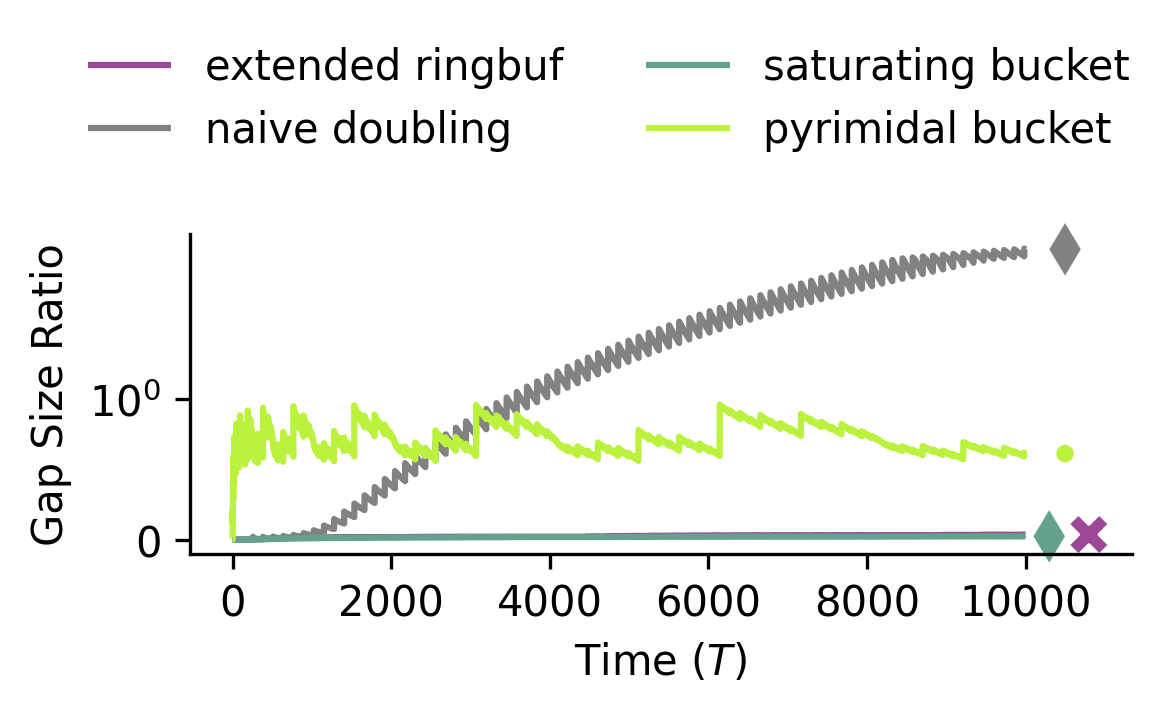 extended ringbuf
saturating bucket
naive doubling
pyrimidal bucket
Gap Size Ratio
10⁰
0
0
2000
4000
6000
8000
10000
Time (T)